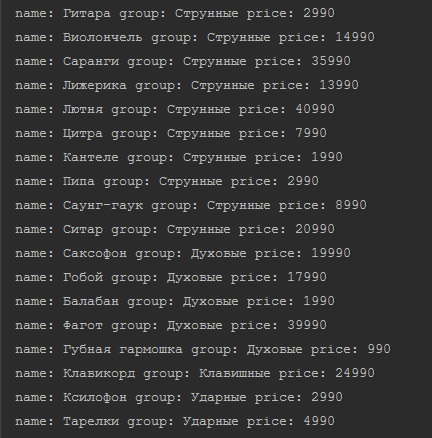 name: Гитара group: Струнные price: 2990
name: Виолончель group: Струнные price: 14990
name: Саранги group: Струнные price: 35990
name: Лижерика group: Струнные price: 13990
name: Лютня group: Струнные price: 40990
name: Цитра group: Струнные price: 7990
name: Кантеле group: Струнные price: 1990
name: Пипа group: Струнные price: 2990
name: Саунг-гаук group: Струнные price: 8990
name: Ситар group: Струнные price: 20990
name: Саксофон group: Духовые price: 19990
name: Гобой group: Духовые price: 17990
name: Балабан group: Духовые price: 1990
name: Фагот group: Духовые price: 39990
name: Губная гармошка group: Духовые price: 990
name: Клавикорд group: Клавишные price: 24990
name: Ксилофон group: Ударные price: 2990
name: Тарелки group: Ударные price: 4990